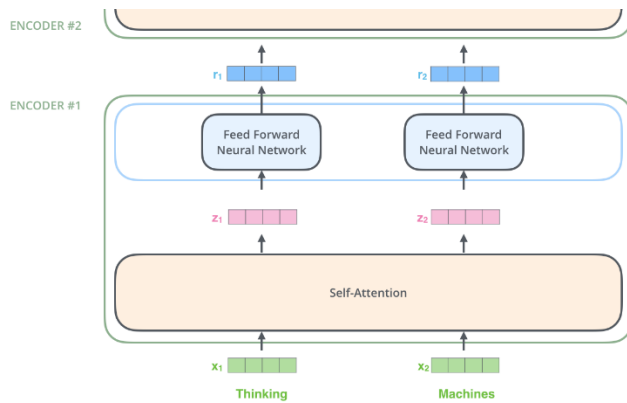 ENCODER #2
r₁
r₂
ENCODER #1
Feed Forward
Neural Network
Feed Forward
Neural Network
z₁
z₂
Self-Attention
x₁
x₂
Thinking
Machines